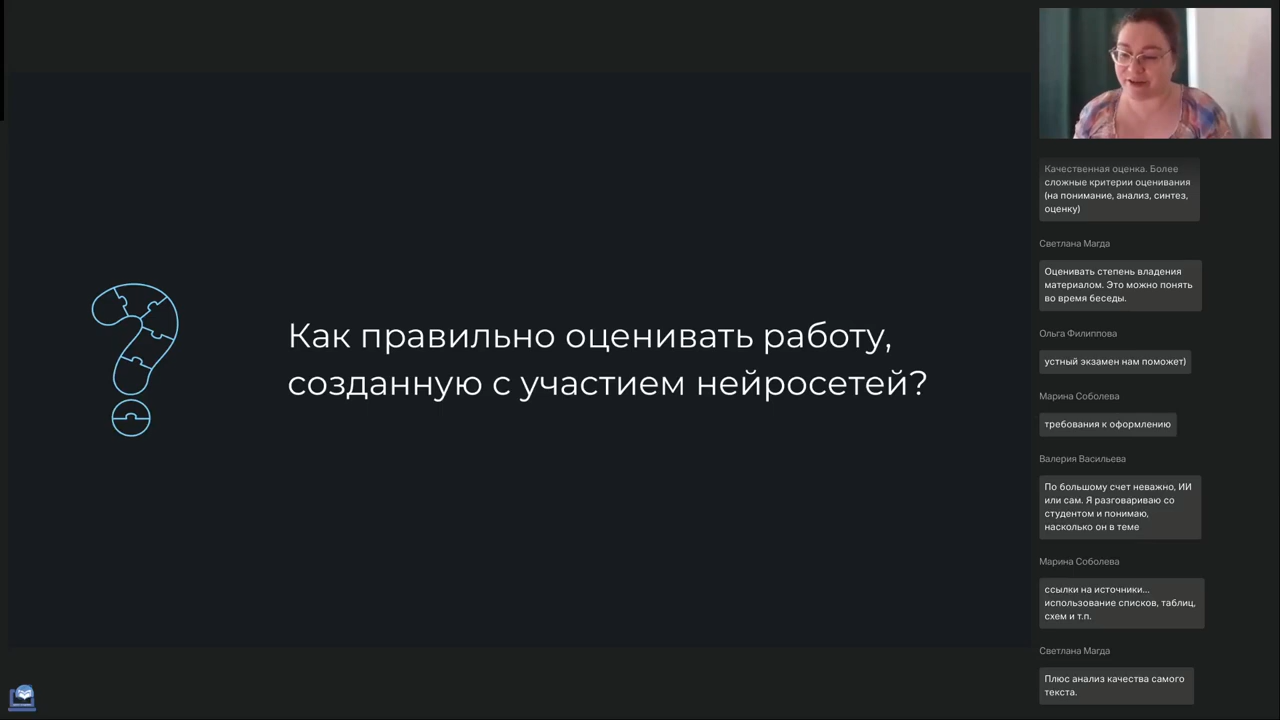 Как правильно оценивать работу,
созданную с участием нейросетей?
Качественная оценка. Более
сложные критерии оценивания
(на понимание, анализ, синтез,
оценку)
Светлана Магда
Оценивать степень владения
материалом. Это можно понять
во время беседы.
Ольга Филиппова
устный экзамен нам поможет)
Марина Соболева
требования к оформлению
Валерия Васильева
По большому счет неважно, ИИ
или сам. Я разговариваю со
студентом и понимаю,
насколько он в теме
Марина Соболева
ссылки на источники...
использование списков, таблиц,
схем и т.п.
Светлана Магда
Плюс анализ качества самого
текста.